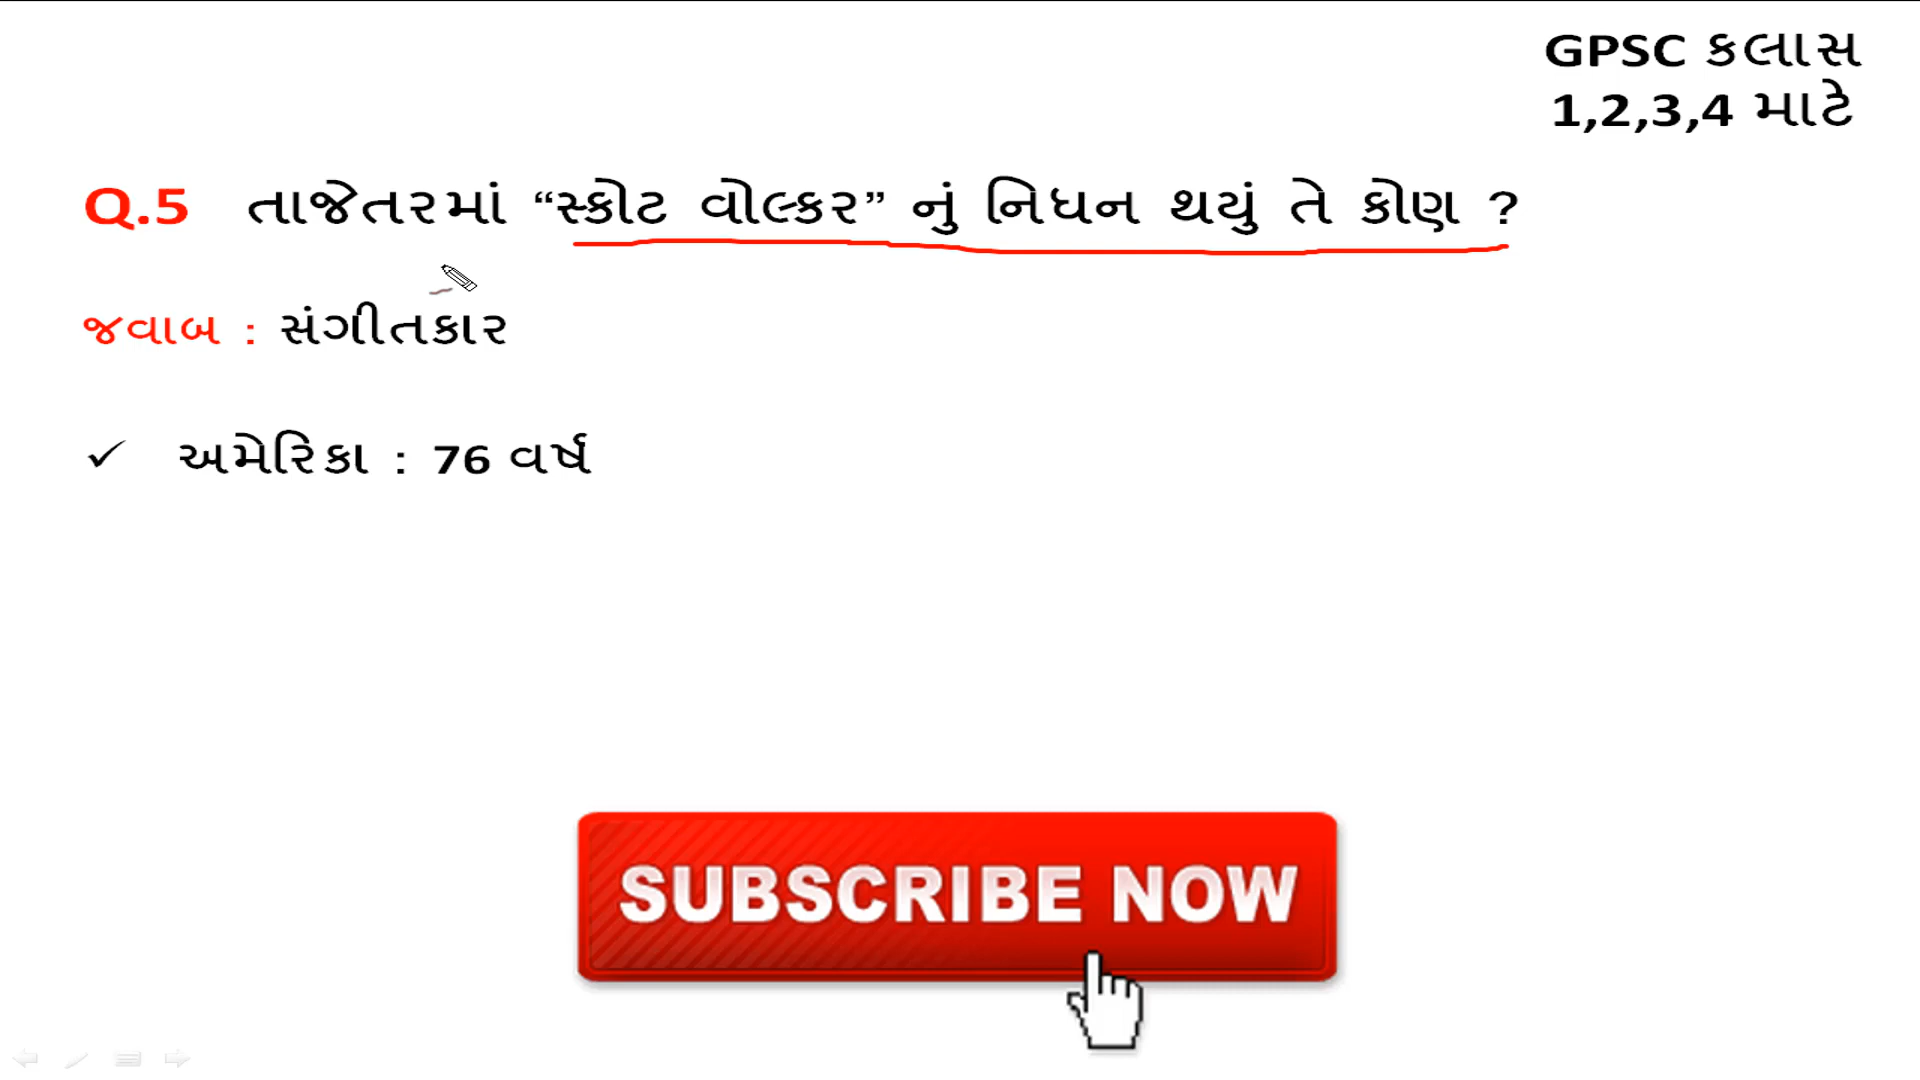 GPSC કલાસ
1,2,3,4 માટે
Q.5 તાજેતરમાં “સ્કોટ વોલ્કર” નું નિધન થયું તે કોણ ?
જવાબ : સંગીતકાર
✓ અમેરિકા : 76 વર્ષ
SUBSCRIBE NOW